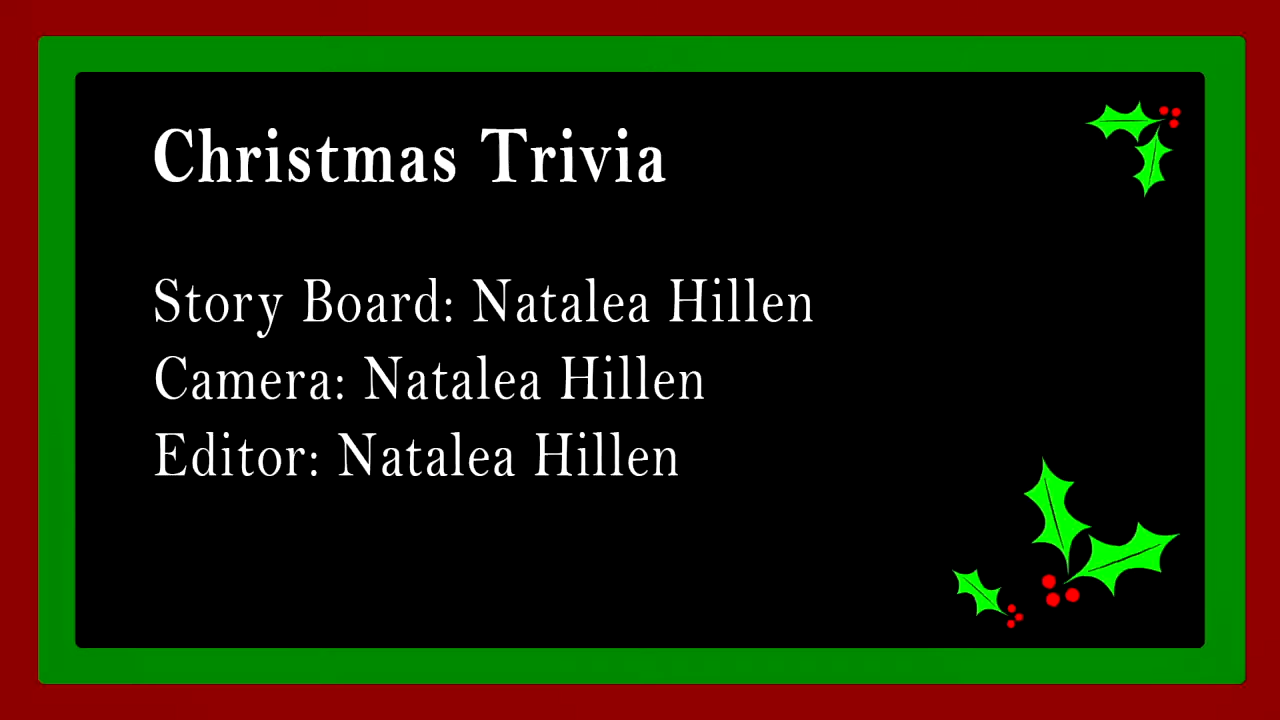 Christmas Trivia
Story Board: Natalea Hillen
Camera: Natalea Hillen
Editor: Natalea Hillen